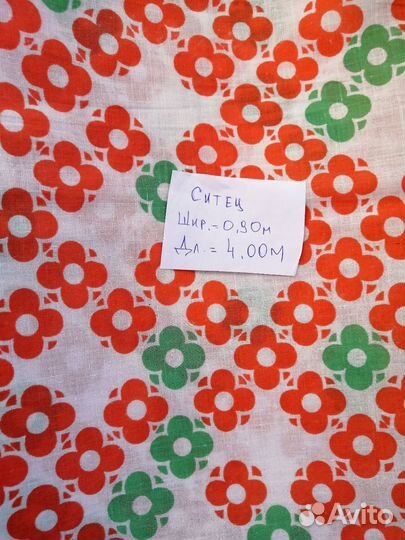 Ситец
Шир.= 0,90м
Дл.= 4.00м
Avito